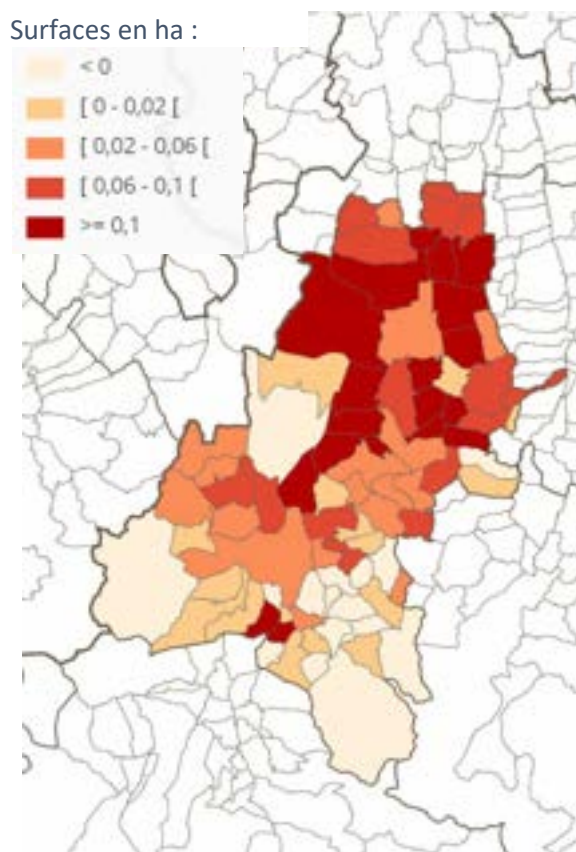 Surfaces en ha :
< 0
[ 0 - 0,02 [
[ 0,02 - 0,06 [
[ 0,06 - 0,1 [
>= 0,1